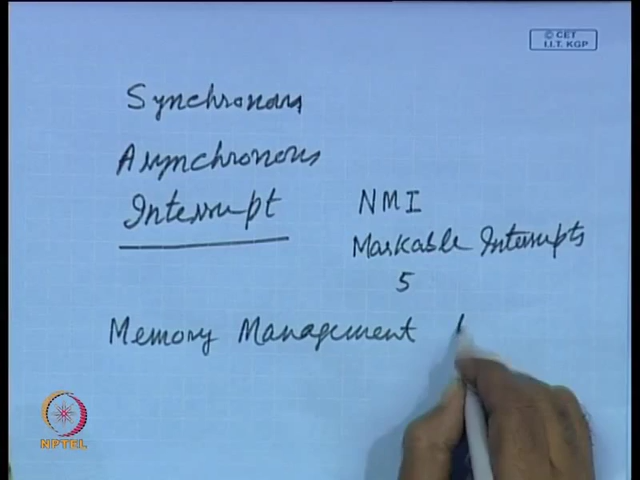 © CET
I.I.T. KGP
Synchronous
Asynchronous
Interrupt
NMI
Maskable Interrupts
5
Memory Management
NPTEL